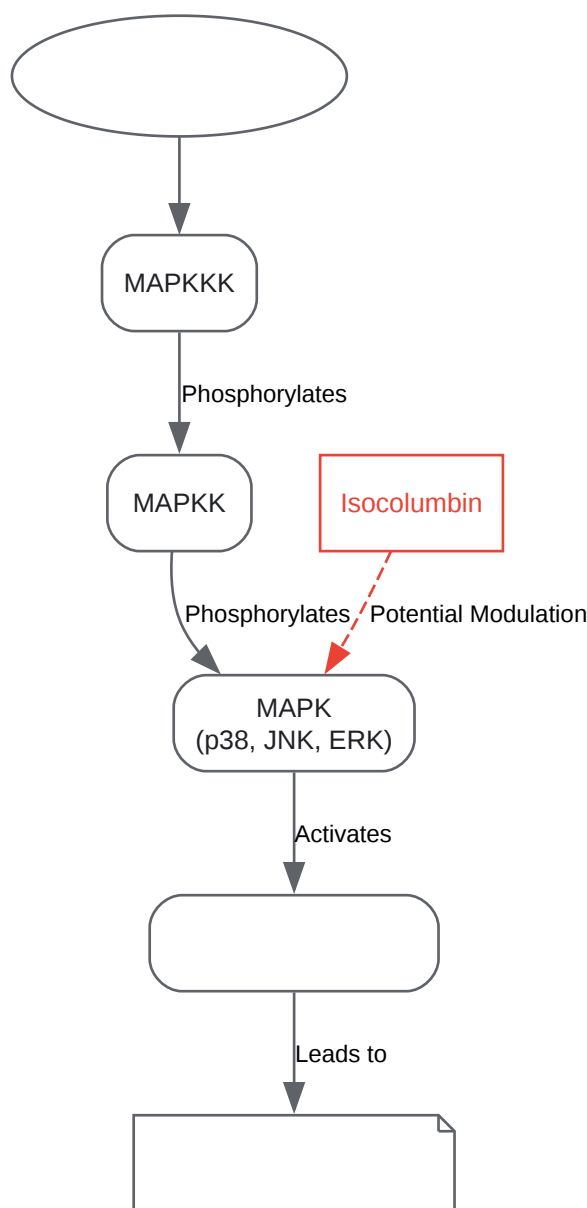 MAPKKK
Phosphorylates
MAPKK
Isocolumbin
Phosphorylates
Potential Modulation
MAPK
(p38, JNK, ERK)
Activates
Leads to